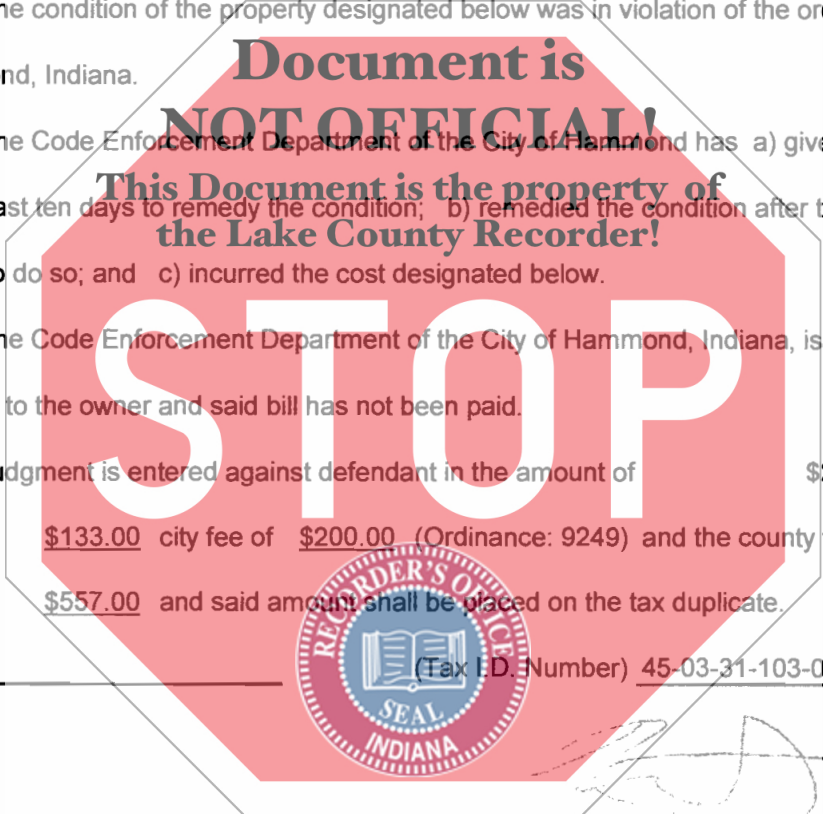 ne condition of the property designated below was in violation of the or
Document is
nd, Indiana.
NOT OFFICIAL!
ne Code Enforcement Department of the City of Hammond has a) give
This Document is the property of
ast ten days to remedy the condition; b) remedied the condition after t
the Lake County Recorder!
o do so; and c) incurred the cost designated below.
STOP
ne Code Enforcement Department of the City of Hammond, Indiana, is
to the owner and said bill has not been paid.
dgment is entered against defendant in the amount of $
$133.00 city fee of $200.00 (Ordinance: 9249) and the county
$557.00 and said amount shall be placed on the tax duplicate.
RECORDER'S OFFICE
(Tax I.D. Number) 45-03-31-103-0
SEAL
INDIANA